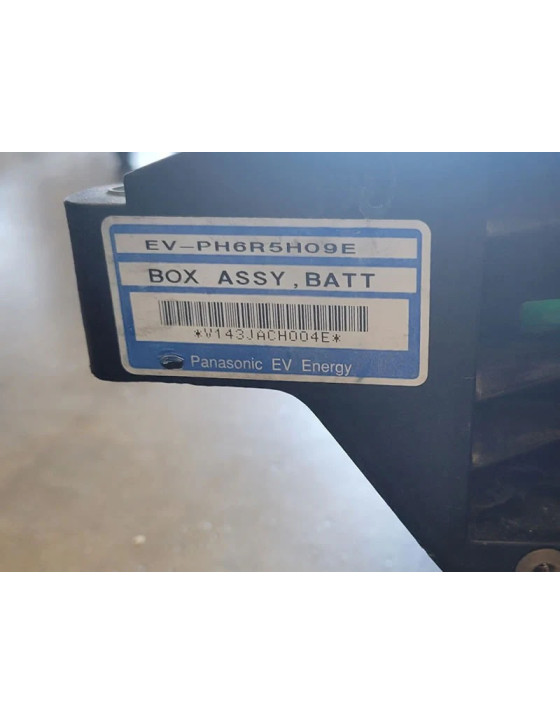 EV-PH6R5H09E
BOX ASSY,BATT
*V143JACH004E*
Panasonic EV Energy